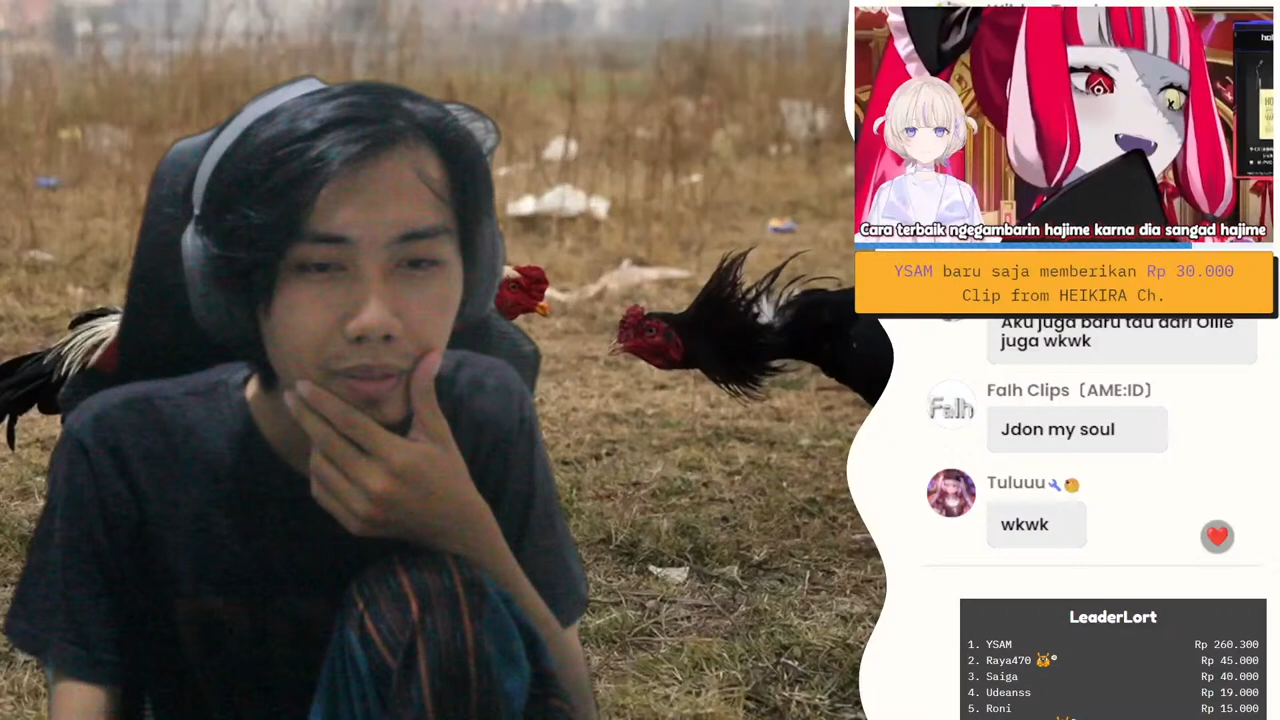 Cara terbaik ngegambarin hajime karna dia sangad hajime
YSAM baru saja memberikan Rp 30.000
Clip from HEIKIRA Ch.
Aku juga baru tau dari Ollie
juga wkwk
Falh Clips〔AME:ID〕
Falh
Jdon my soul
Tuluuu
wkwk
LeaderLort
1. YSAM Rp 260.300
2. Raya470 Rp 45.000
3. Saiga Rp 40.000
4. Udeanss Rp 19.000
5. Roni Rp 15.000